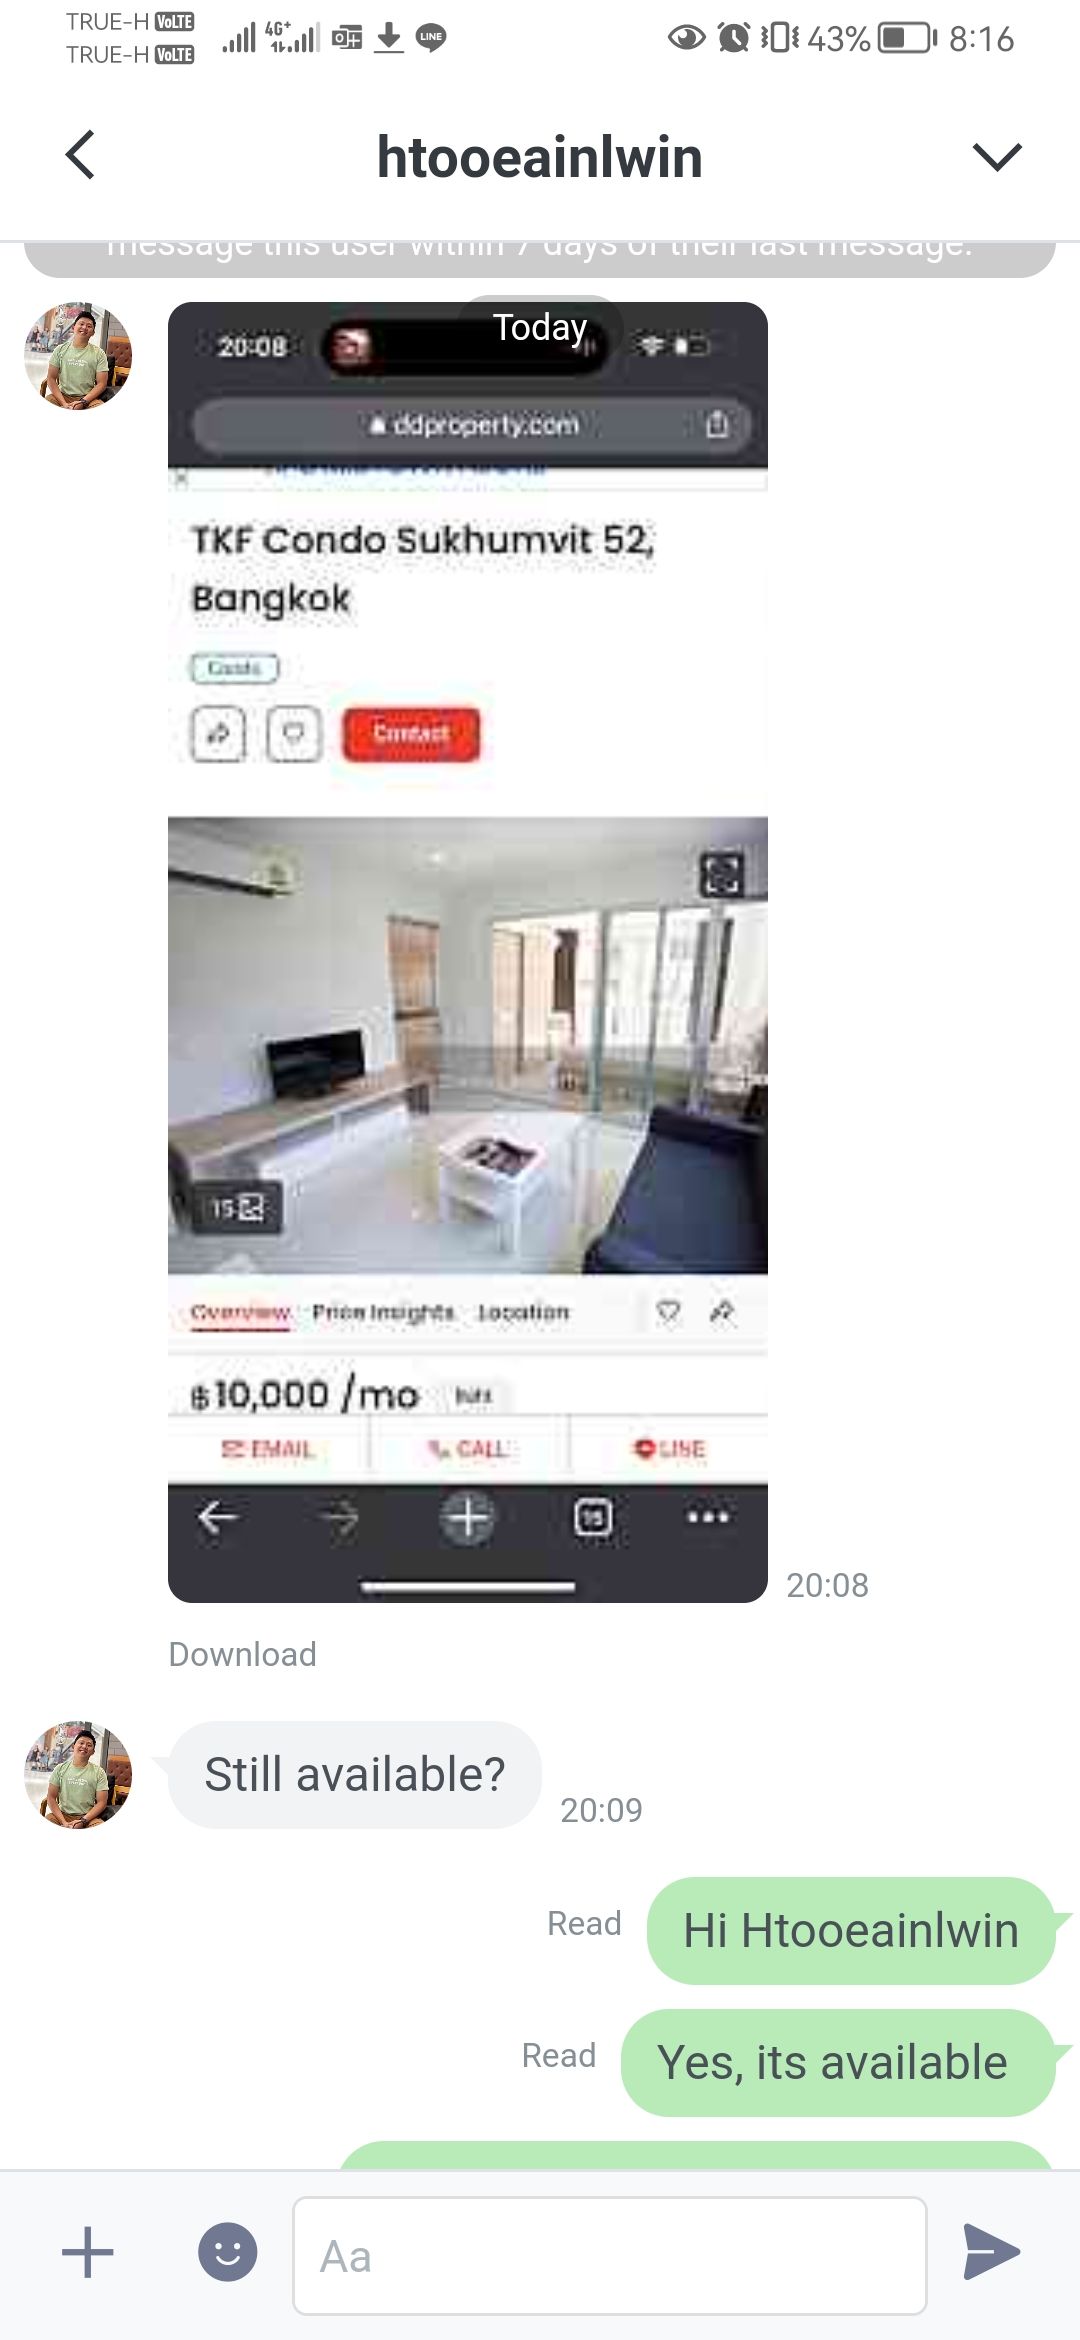 TRUE-H VoLTE
TRUE-H VoLTE
4G+
LINE
43% 8:16
htooeainlwin
message this user within 7 days of their last message.
Today
20:08
ddproperty.com
TKF Condo Sukhumvit 52,
Bangkok
Condo
Contact
15
Overview Price Insights Location
฿10,000 /mo
EMAIL CALL LINE
15
20:08
Download
Still available?
20:09
Read
Hi Htooeainlwin
Read
Yes, its available
Aa